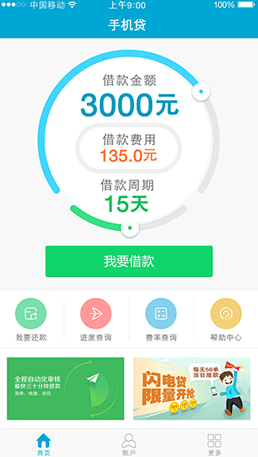 中国移动 上午9:00 100%
手机贷
借款金额
3000元
借款费用
135.0元
借款周期
15天
我要借款
我要还款 进度查询 费率查询 帮助中心
全程自动化审核
最快三十分钟放款
简单、快捷、长切
每天50单
当日放款
闪电贷
限量开抢
首页 账户 更多